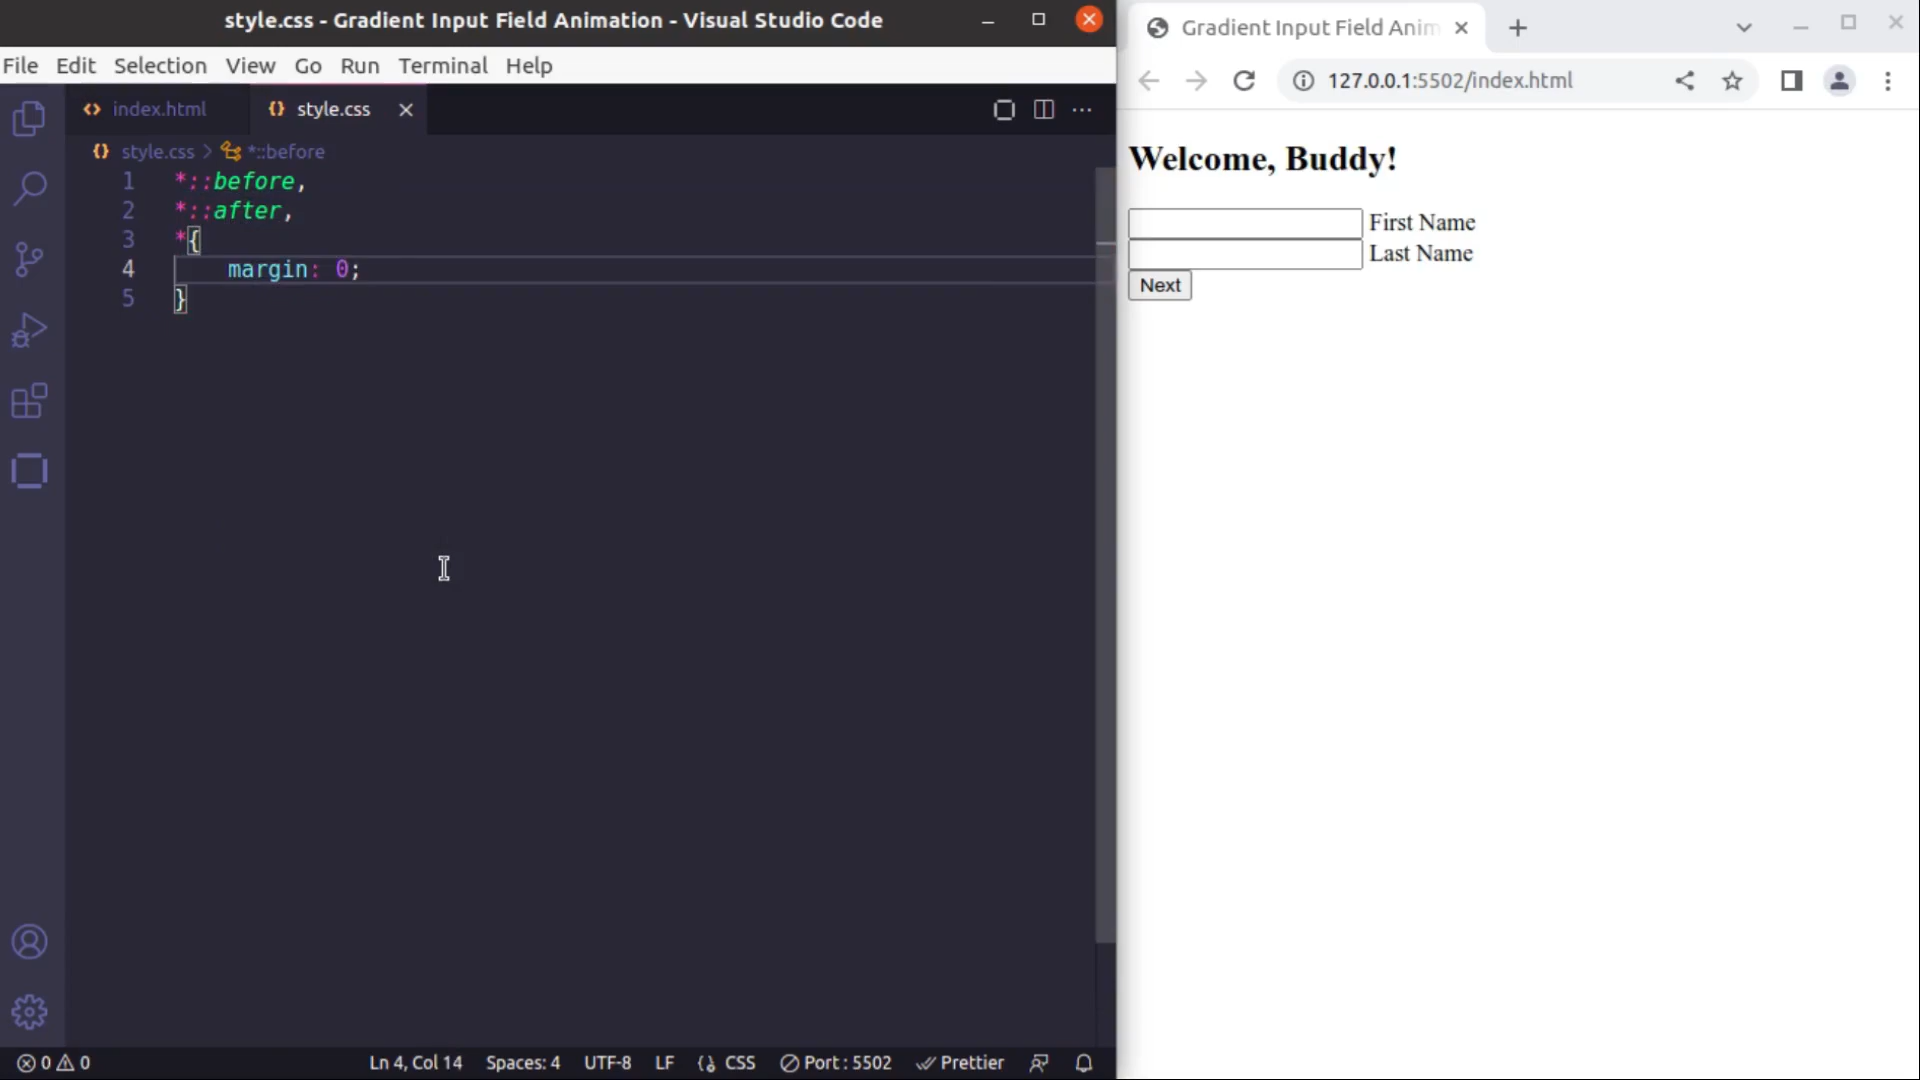 style.css - Gradient Input Field Animation - Visual Studio Code
File Edit Selection View Go Run Terminal Help
index.html
style.css
style.css > *::before
1 *::before,
2 *::after,
3 *{
4 margin: 0;
5 }
0 0
Ln 4, Col 14 Spaces: 4 UTF-8 LF CSS Port : 5502 Prettier
Gradient Input Field Anim
127.0.0.1:5502/index.html
Welcome, Buddy!
First Name
Last Name
Next